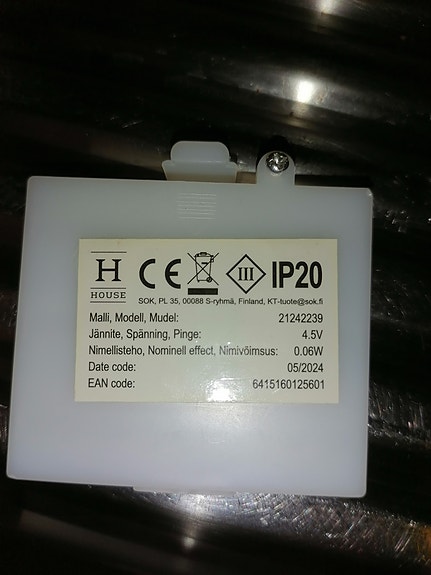 H
HOUSE
CE III IP20
SOK, PL 35, 00088 S-ryhmä, Finland, KT-tuote@sok.fi
Malli, Modell, Mudel: 21242239
Jännite, Spänning, Pinge: 4.5V
Nimellisteho, Nominell effect, Nimivõimsus: 0.06W
Date code: 05/2024
EAN code: 6415160125601